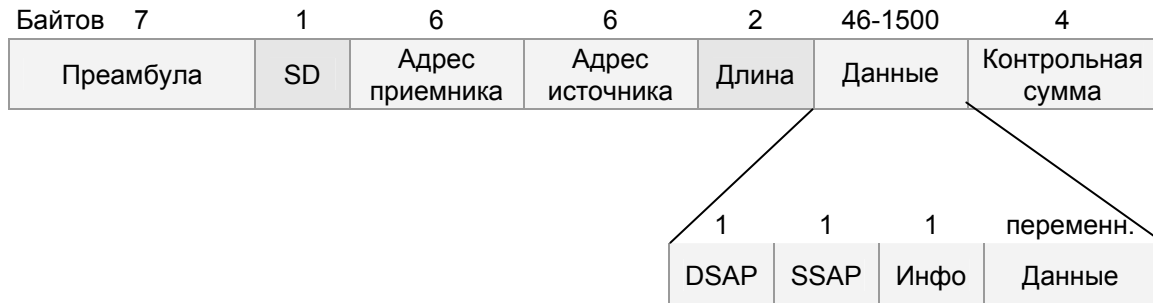 Байтов 7 1 6 6 2 46-1500 4
Преамбула SD Адрес приемника Адрес источника Длина Данные Контрольная сумма
1 1 1 переменн.
DSAP SSAP Инфо Данные